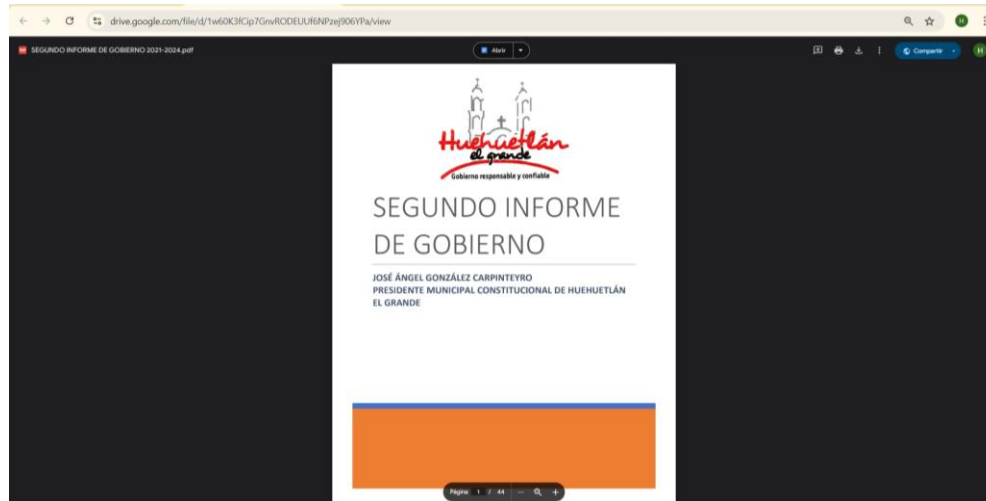 drive.google.com/file/d/1w60K3fCip7GnvRODEUUf6NPzej906YPa/view
H
SEGUNDO INFORME DE GOBIERNO 2021-2024.pdf
Abrir
Compartir
H
Huehuetlán
el grande
Gobierno responsable y confiable
SEGUNDO INFORME
DE GOBIERNO
JOSÉ ÁNGEL GONZÁLEZ CARPINTEYRO
PRESIDENTE MUNICIPAL CONSTITUCIONAL DE HUEHUETLÁN
EL GRANDE
Página 1 / 44